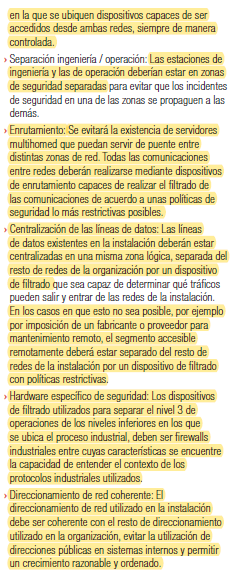 en la que se ubiquen dispositivos capaces de ser
accedidos desde ambas redes, siempre de manera
controlada.
› Separación ingeniería / operación: Las estaciones de
ingeniería y las de operación deberían estar en zonas
de seguridad separadas para evitar que los incidentes
de seguridad en una de las zonas se propaguen a las
demás.
› Enrutamiento: Se evitará la existencia de servidores
multihomed que puedan servir de puente entre
distintas zonas de red. Todas las comunicaciones
entre redes deberán realizarse mediante dispositivos
de enrutamiento capaces de realizar el filtrado de
las comunicaciones de acuerdo a unas políticas de
seguridad lo más restrictivas posibles.
› Centralización de las líneas de datos: Las líneas
de datos existentes en la instalación deberán estar
centralizadas en una misma zona lógica, separada del
resto de redes de la organización por un dispositivo
de filtrado que sea capaz de determinar qué tráficos
pueden salir y entrar de las redes de la instalación.
En los casos en que esto no sea posible, por ejemplo
por imposición de un fabricante o proveedor para
mantenimiento remoto, el segmento accesible
remotamente deberá estar separado del resto de
redes de la instalación por un dispositivo de filtrado
con políticas restrictivas.
› Hardware específico de seguridad: Los dispositivos
de filtrado utilizados para separar el nivel 3 de
operaciones de los niveles inferiores en los que
se ubica el proceso industrial, deben ser firewalls
industriales entre cuyas características se encuentre
la capacidad de entender el contexto de los
protocolos industriales utilizados.
› Direccionamiento de red coherente: El
direccionamiento de red utilizado en la instalación
debe ser coherente con el resto de direccionamiento
utilizado en la organización, evitar la utilización de
direcciones públicas en sistemas internos y permitir
un crecimiento razonable y ordenado.